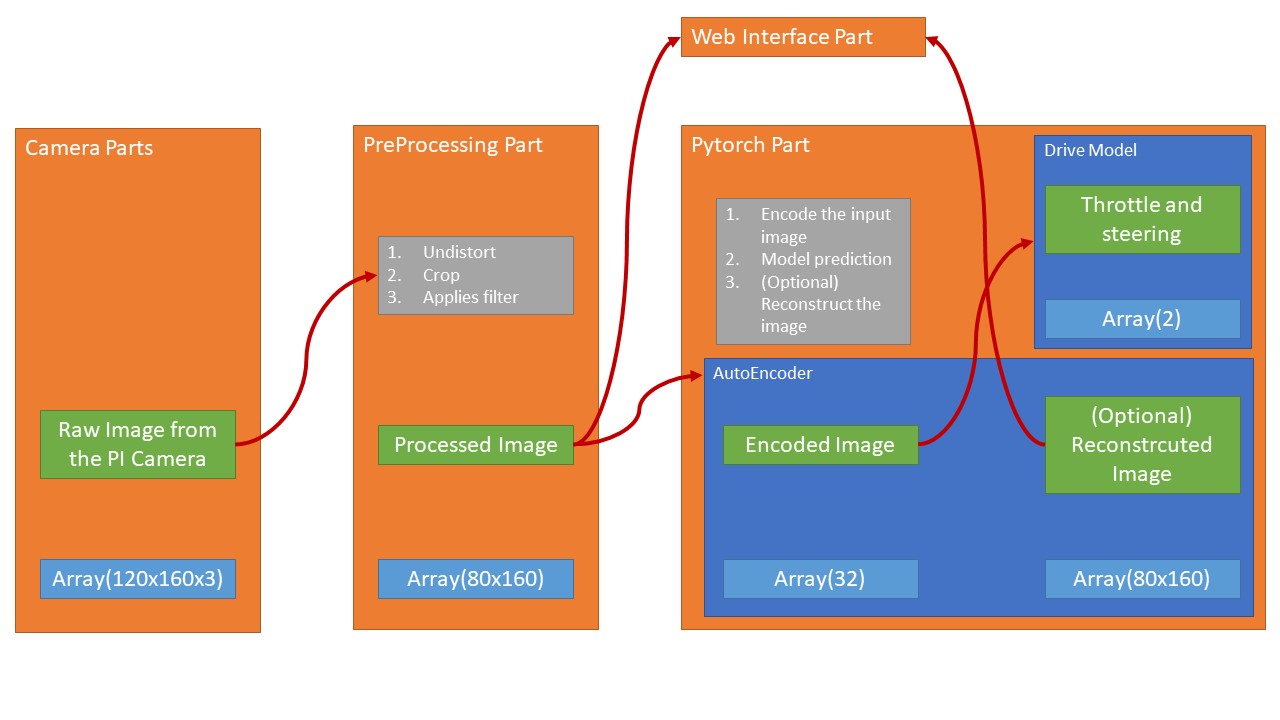 Web Interface Part
Camera Parts
Raw Image from
the PI Camera
Array(120x160x3)
PreProcessing Part
1. Undistort
2. Crop
3. Applies filter
Processed Image
Array(80x160)
Pytorch Part
1. Encode the input
image
2. Model prediction
3. (Optional)
Reconstruct the
image
Drive Model
Throttle and
steering
Array(2)
AutoEncoder
Encoded Image
Array(32)
(Optional)
Reconstrcuted
Image
Array(80x160)